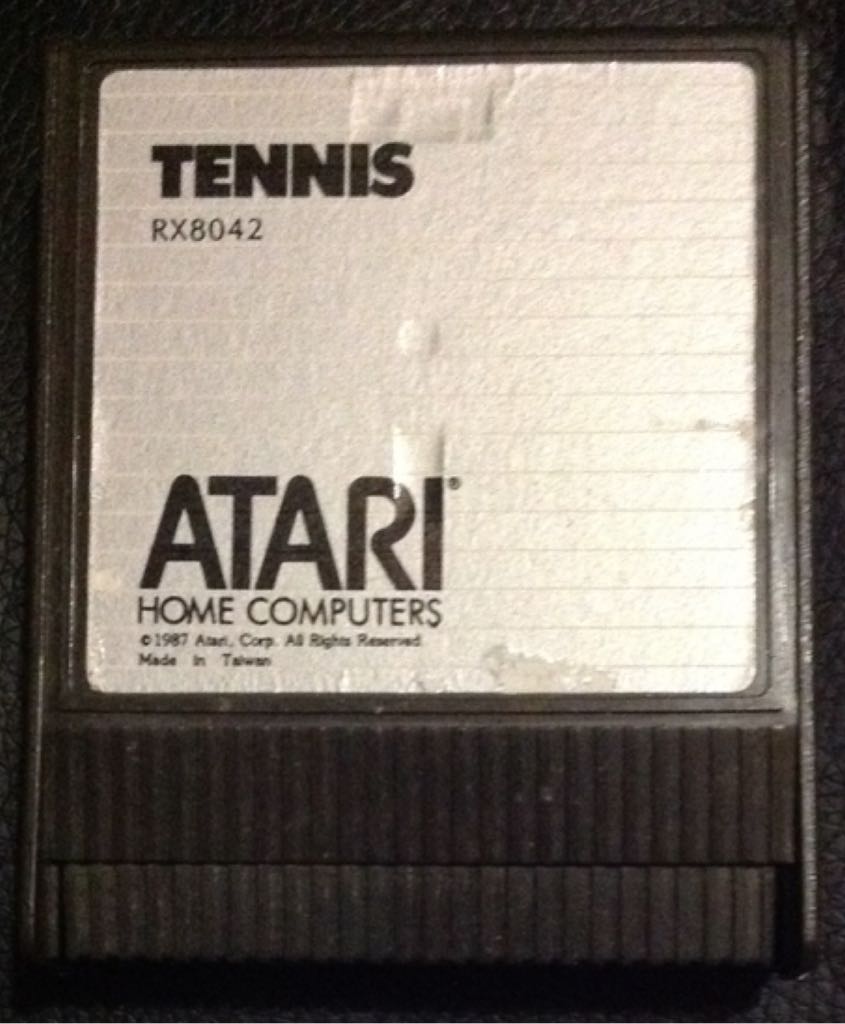 TENNIS
RX8042
ATARI®
HOME COMPUTERS
©1987 Atari, Corp. All Rights Reserved
Made in Taiwan